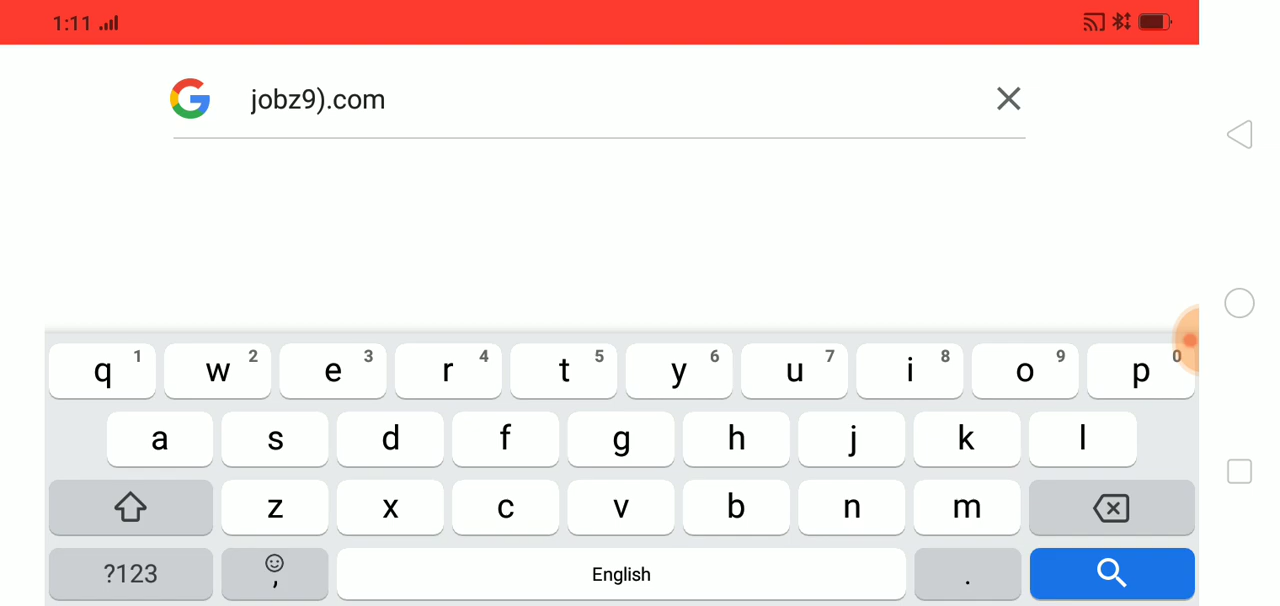 1:11
jobz9).com
q 1 w 2 e 3 r 4 t 5 y 6 u 7 i 8 o 9 p 0
a s d f g h j k l
z x c v b n m
?123 , English .